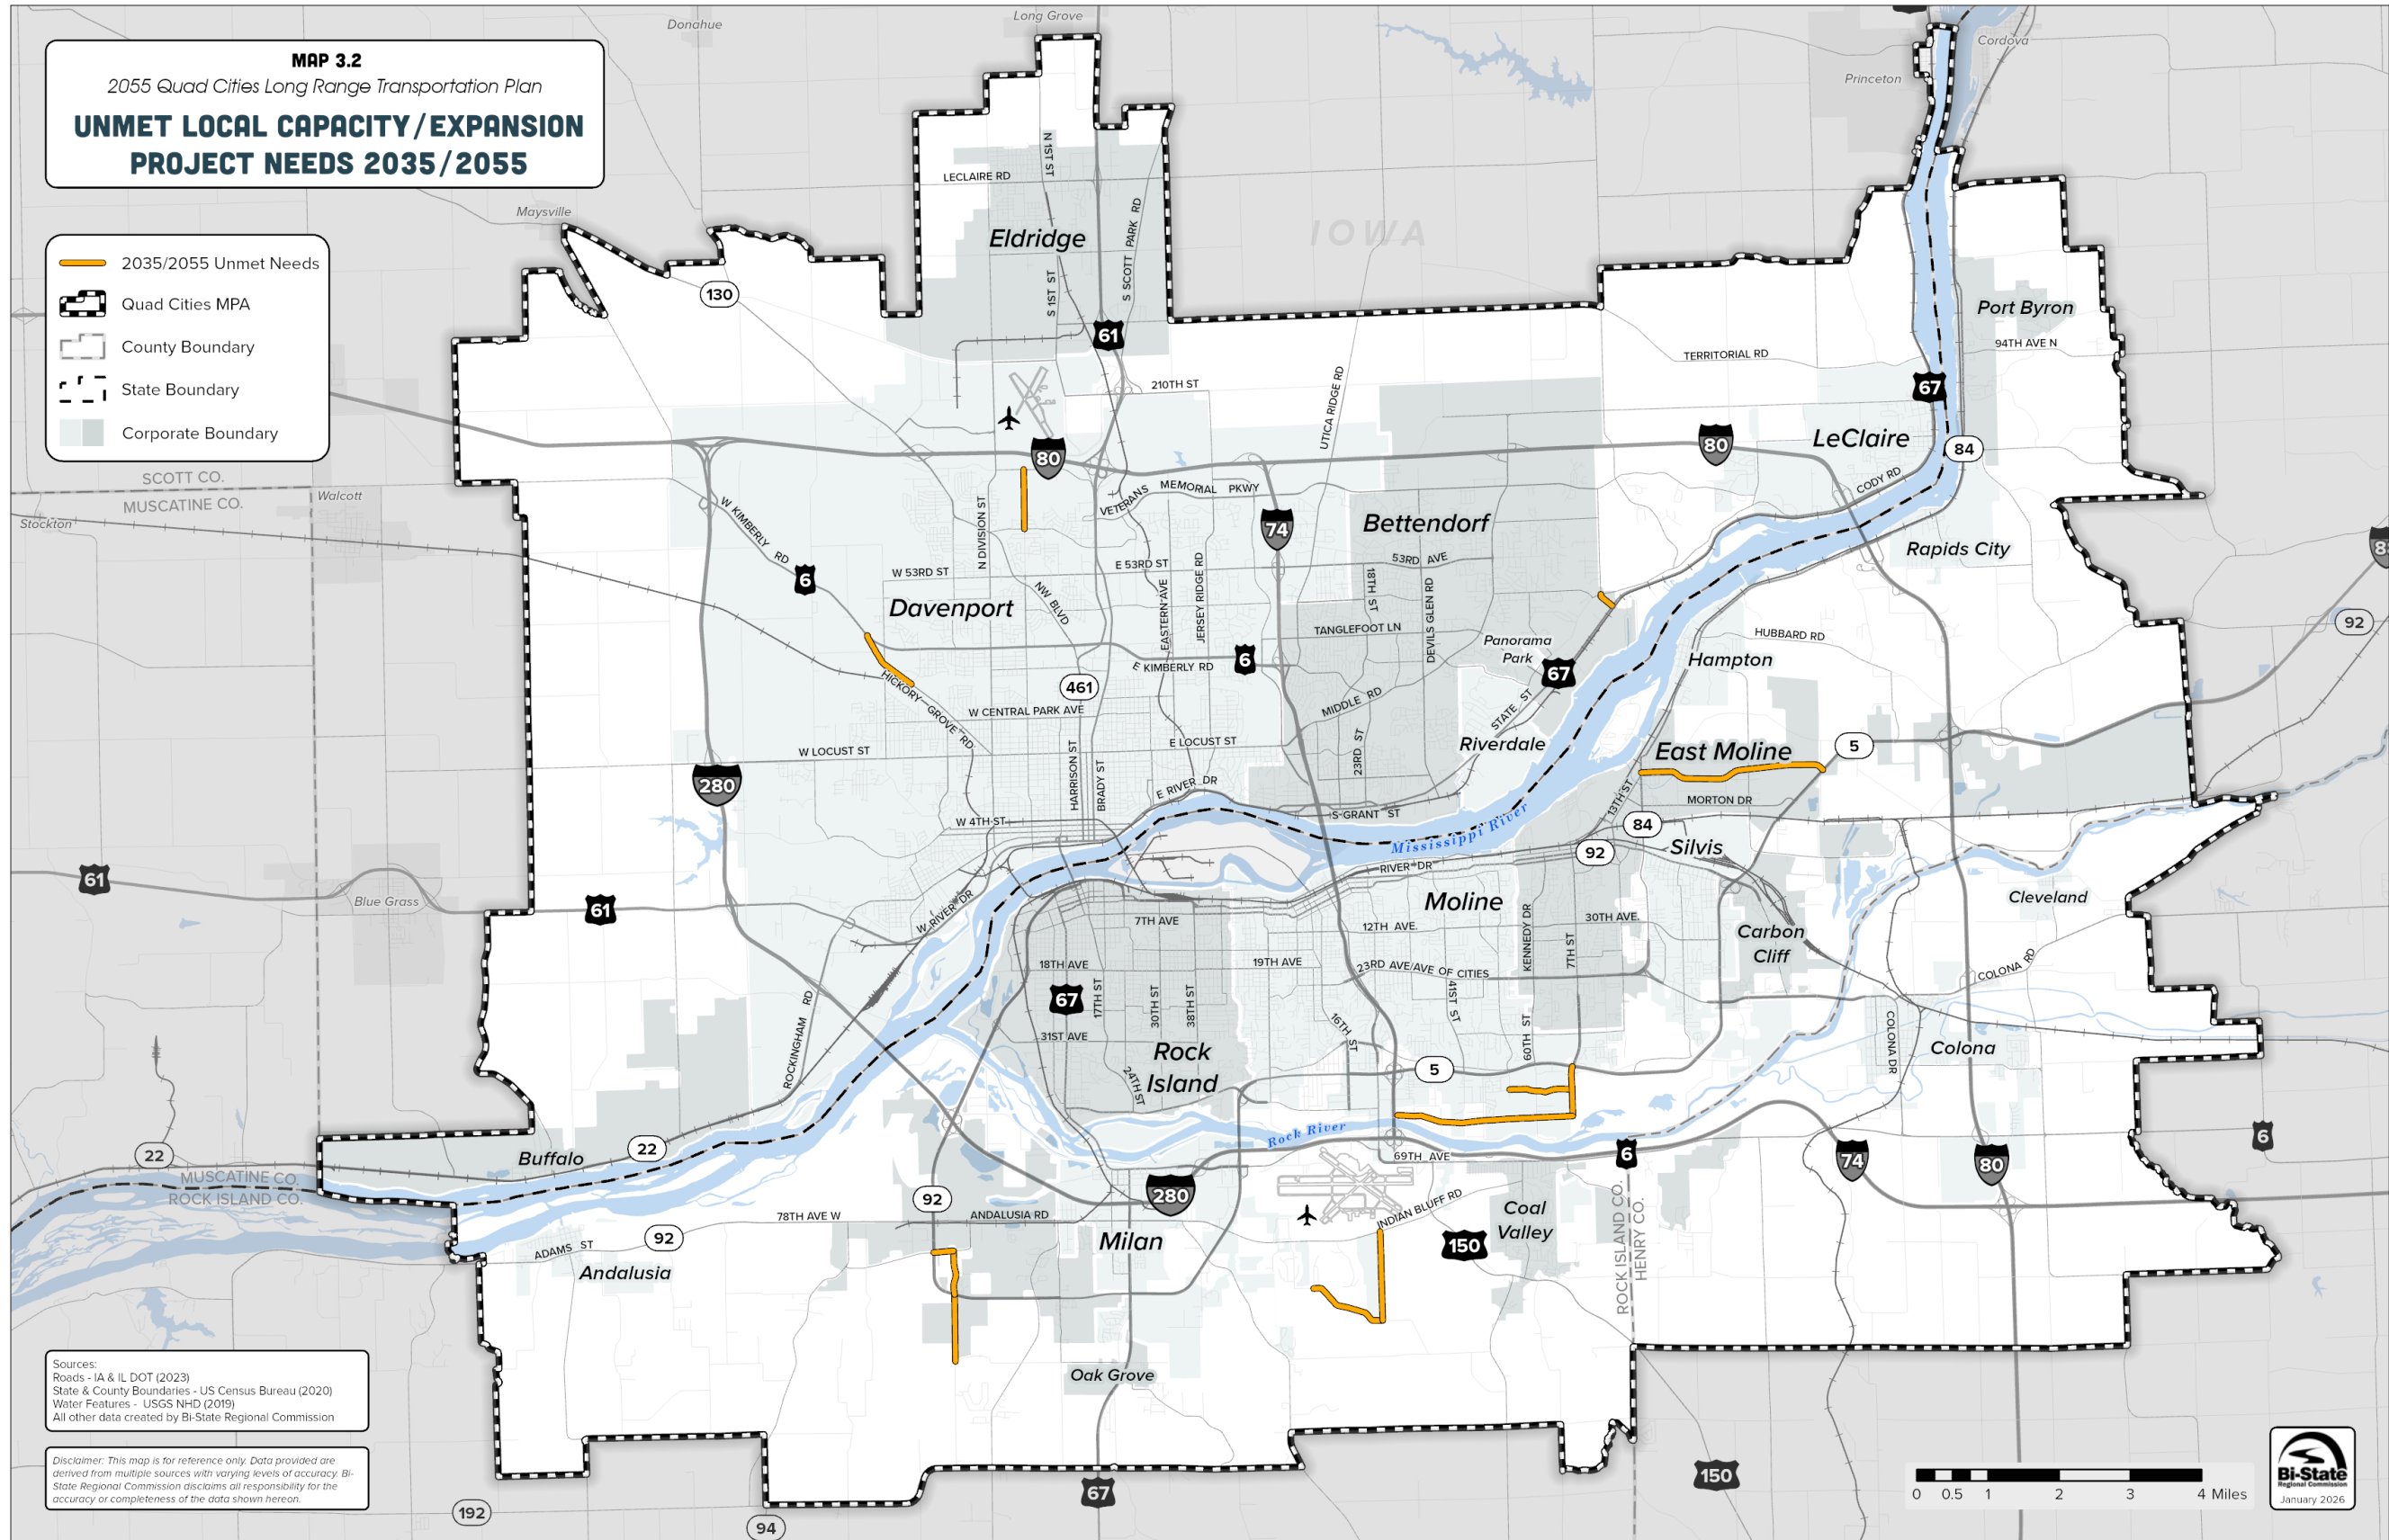 MAP 3.2
2055 Quad Cities Long Range Transportation Plan
UNMET LOCAL CAPACITY/EXPANSION
PROJECT NEEDS 2035/2055
2035/2055 Unmet Needs
Quad Cities MPA
County Boundary
State Boundary
Corporate Boundary
Donahue
Long Grove
Cordova
Princeton
Maysville
IOWA
N 1ST ST
LECLAIRE RD
S SCOTT PARK RD
Eldridge
S 1ST ST
130
61
Port Byron
94TH AVE N
TERRITORIAL RD
67
210TH ST
UTICA RIDGE RD
80
80
LeClaire
84
CODY RD
SCOTT CO.
MUSCATINE CO.
Walcott
Stockton
W KIMBERLY RD
N DIVISION ST
VETERANS MEMORIAL PKWY
74
Bettendorf
Rapids City
8
6
W 53RD ST
E 53RD ST
53RD AVE
Davenport
NW BLVD
EASTERN AVE
JERSEY RIDGE RD
18TH ST
DEVILS GLEN RD
TANGLEFOOT LN
Panorama
Park
HUBBARD RD
92
Hampton
E KIMBERLY RD
6
67
461
HICKORY GROVE RD
W CENTRAL PARK AVE
MIDDLE RD
STATE ST
W LOCUST ST
E LOCUST ST
23RD ST
Riverdale
East Moline
5
280
HARRISON ST
BRADY ST
E RIVER DR
W 4TH ST
S GRANT ST
13TH ST
MORTON DR
Mississippi River
84
92
Silvis
RIVER DR
61
Blue Grass
61
W RIVER DR
7TH AVE
Moline
12TH AVE.
KENNEDY DR
30TH AVE.
7TH ST
Carbon
Cliff
Cleveland
18TH AVE
19TH AVE
23RD AVE/AVE OF CITIES
COLONA RD
67
17TH ST
30TH ST
38TH ST
41ST ST
ROCKINGHAM RD
31ST AVE
16TH ST
60TH ST
Rock
Island
24TH ST
5
COLONA DR
Colona
Rock River
22
Buffalo
22
MUSCATINE CO.
ROCK ISLAND CO.
69TH AVE
6
74
80
6
92
280
Coal
Valley
INDIAN BLUFF RD
78TH AVE W
ANDALUSIA RD
92
ADAMS ST
Andalusia
Milan
150
ROCK ISLAND CO.
HENRY CO.
Oak Grove
Sources:
Roads - IA & IL DOT (2023)
State & County Boundaries - US Census Bureau (2020)
Water Features - USGS NHD (2019)
All other data created by Bi-State Regional Commission
Disclaimer: This map is for reference only. Data provided are
derived from multiple sources with varying levels of accuracy. Bi-
State Regional Commission disclaims all responsibility for the
accuracy or completeness of the data shown hereon.
192
94
67
150
0 0.5 1 2 3 4 Miles
Bi-State
Regional Commission
January 2026